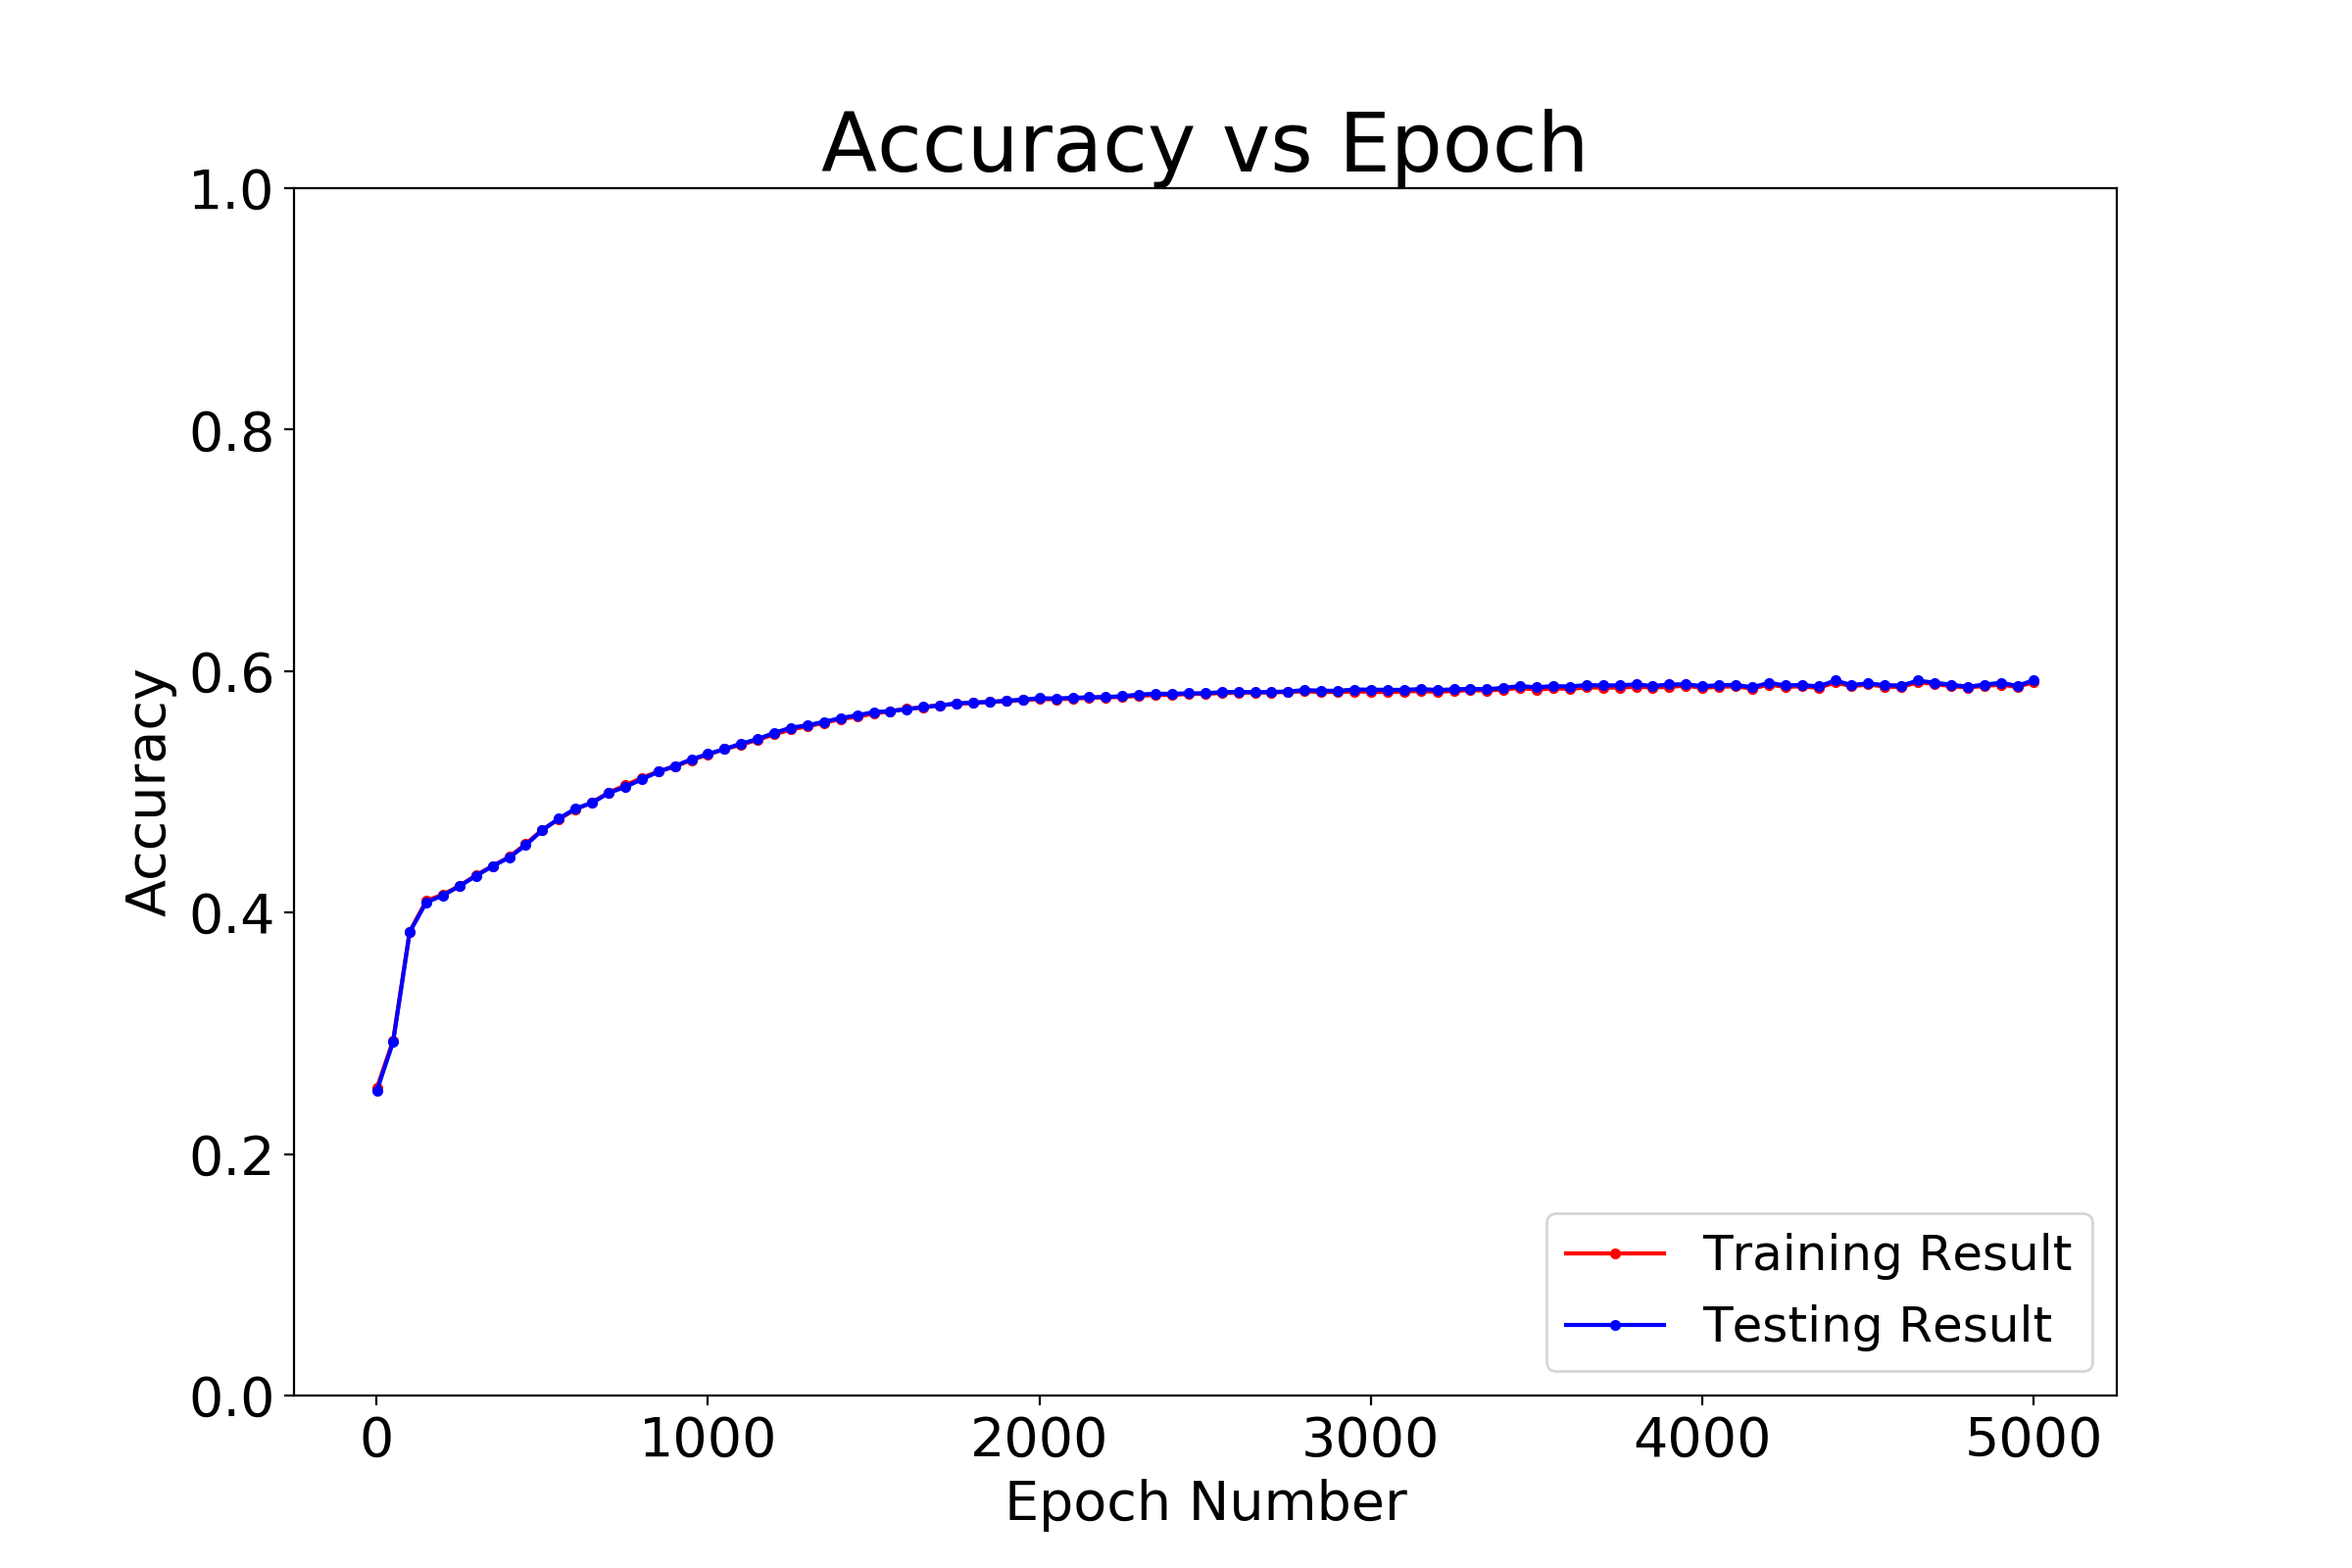 Accuracy vs Epoch
1.0
0.8
0.6
0.4
0.2
0.0
Accuracy
0 1000 2000 3000 4000 5000
Epoch Number
Training Result
Testing Result